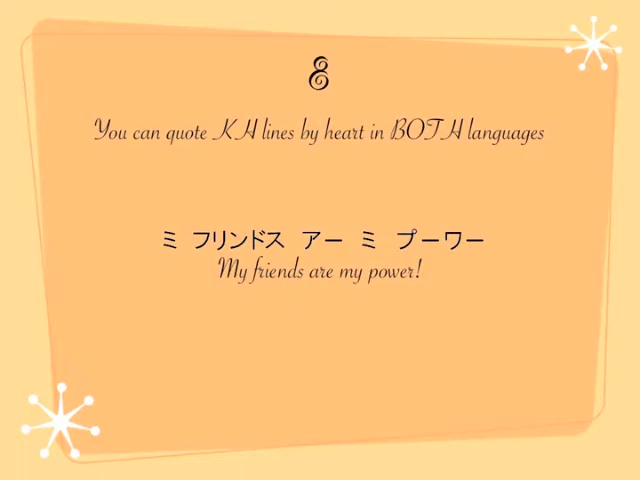 8
You can quote KH lines by heart in BOTH languages
ミ フリンドス アー ミ プーワー
My friends are my power!